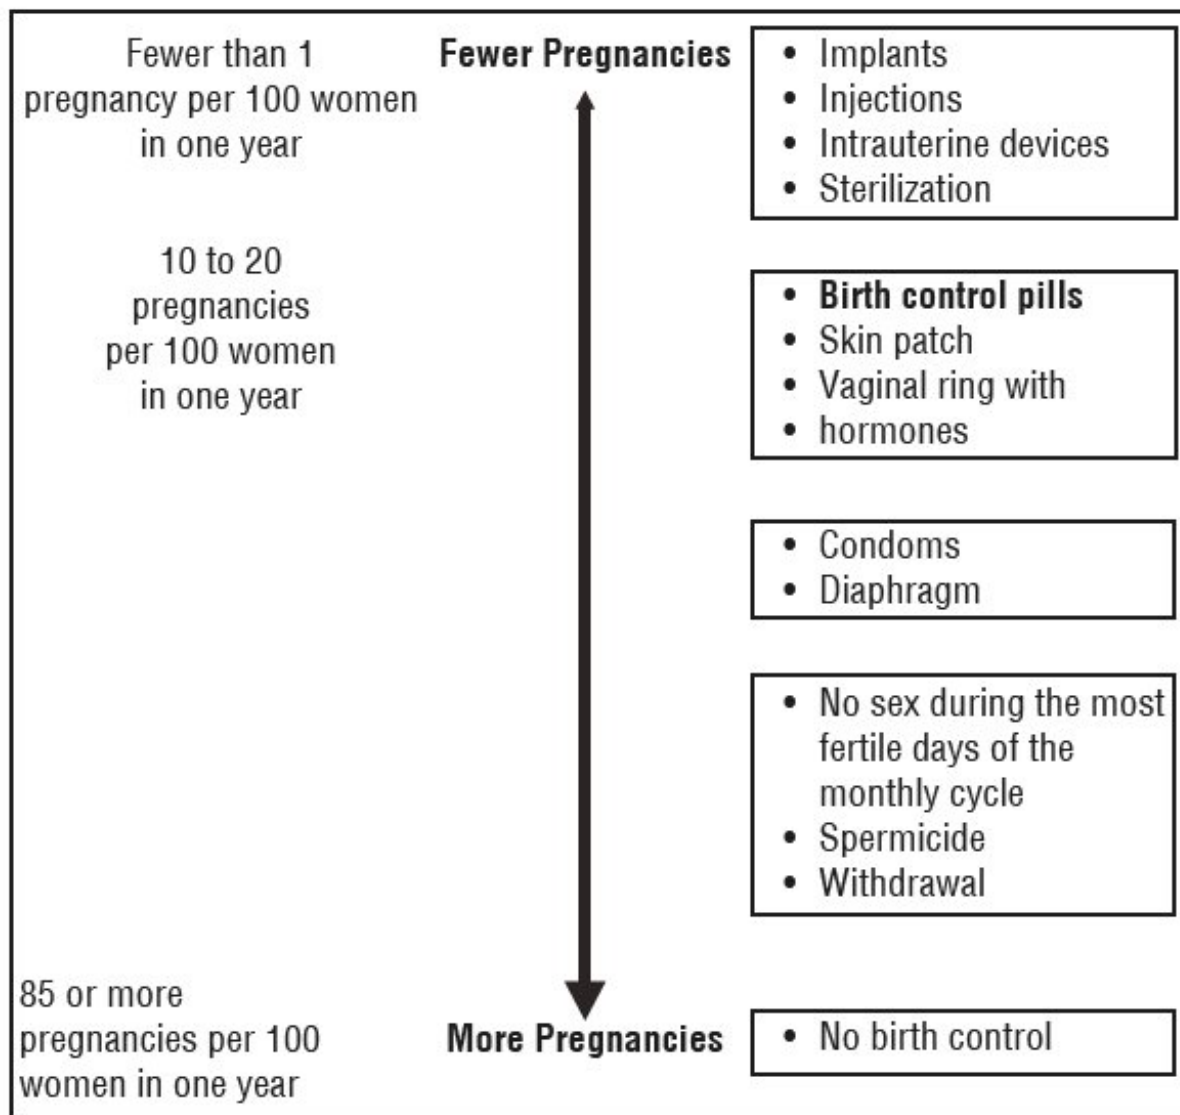 Fewer than 1
pregnancy per 100 women
in one year
Fewer Pregnancies
• Implants
• Injections
• Intrauterine devices
• Sterilization
10 to 20
pregnancies
per 100 women
in one year
• Birth control pills
• Skin patch
• Vaginal ring with
• hormones
• Condoms
• Diaphragm
• No sex during the most
fertile days of the
monthly cycle
• Spermicide
• Withdrawal
85 or more
pregnancies per 100
women in one year
More Pregnancies
• No birth control